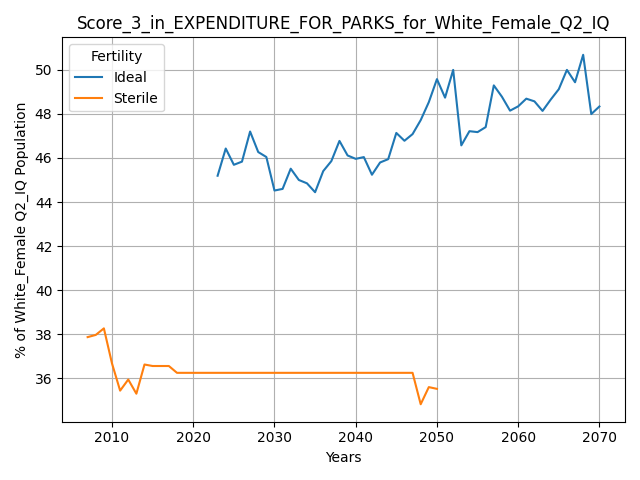 Score_3_in_EXPENDITURE_FOR_PARKS_for_White_Female_Q2_IQ
Fertility
Ideal
Sterile
% of White_Female Q2_IQ Population
50
48
46
44
42
40
38
36
2010 2020 2030 2040 2050 2060 2070
Years